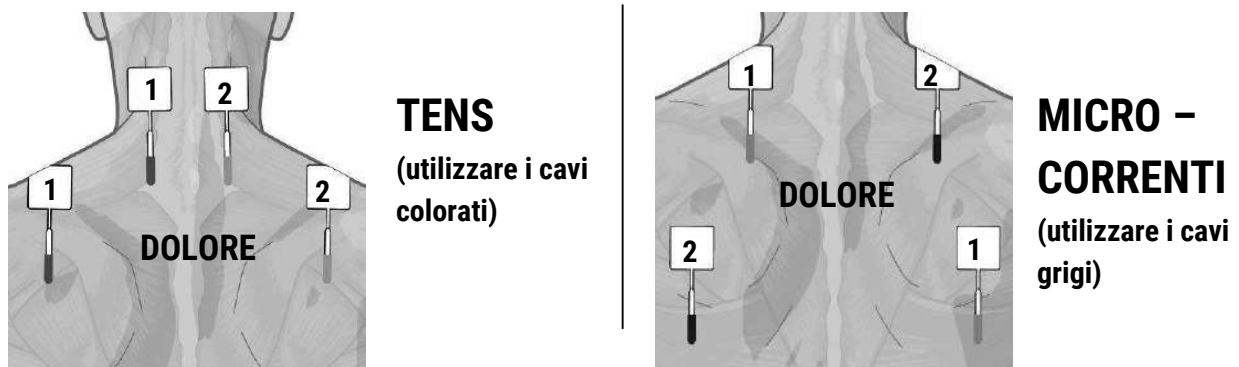 1 2
1 2
DOLORE
TENS
(utilizzare i cavi
colorati)
1 2
DOLORE
2 1
MICRO –
CORRENTI
(utilizzare i cavi
grigi)